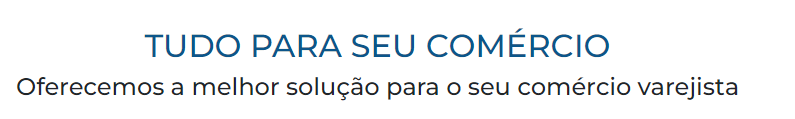 TUDO PARA SEU COMÉRCIO
Oferecemos a melhor solução para o seu comércio varejista